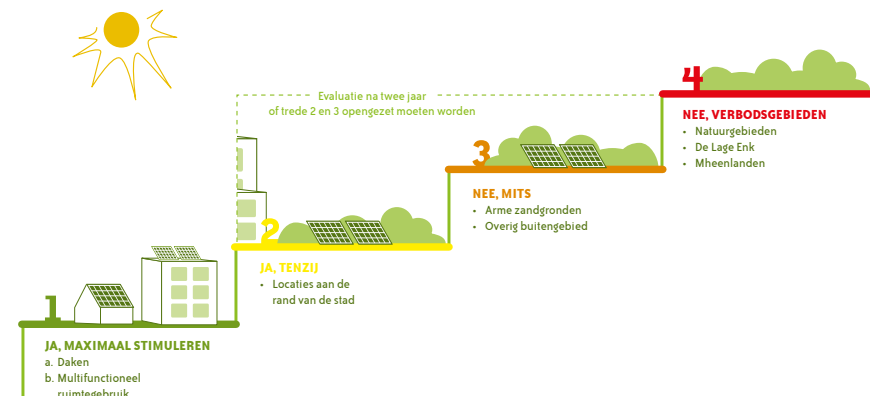 Evaluatie na twee jaar
of trede 2 en 3 opengezet moeten worden
1
JA, MAXIMAAL STIMULEREN
a. Daken
b. Multifunctioneel
ruimtegebruik
2
JA, TENZIJ
• Locaties aan de
rand van de stad
3
NEE, MITS
• Arme zandgronden
• Overig buitengebied
4
NEE, VERBODSGEBIEDEN
• Natuurgebieden
• De Lage Enk
• Mheenlanden